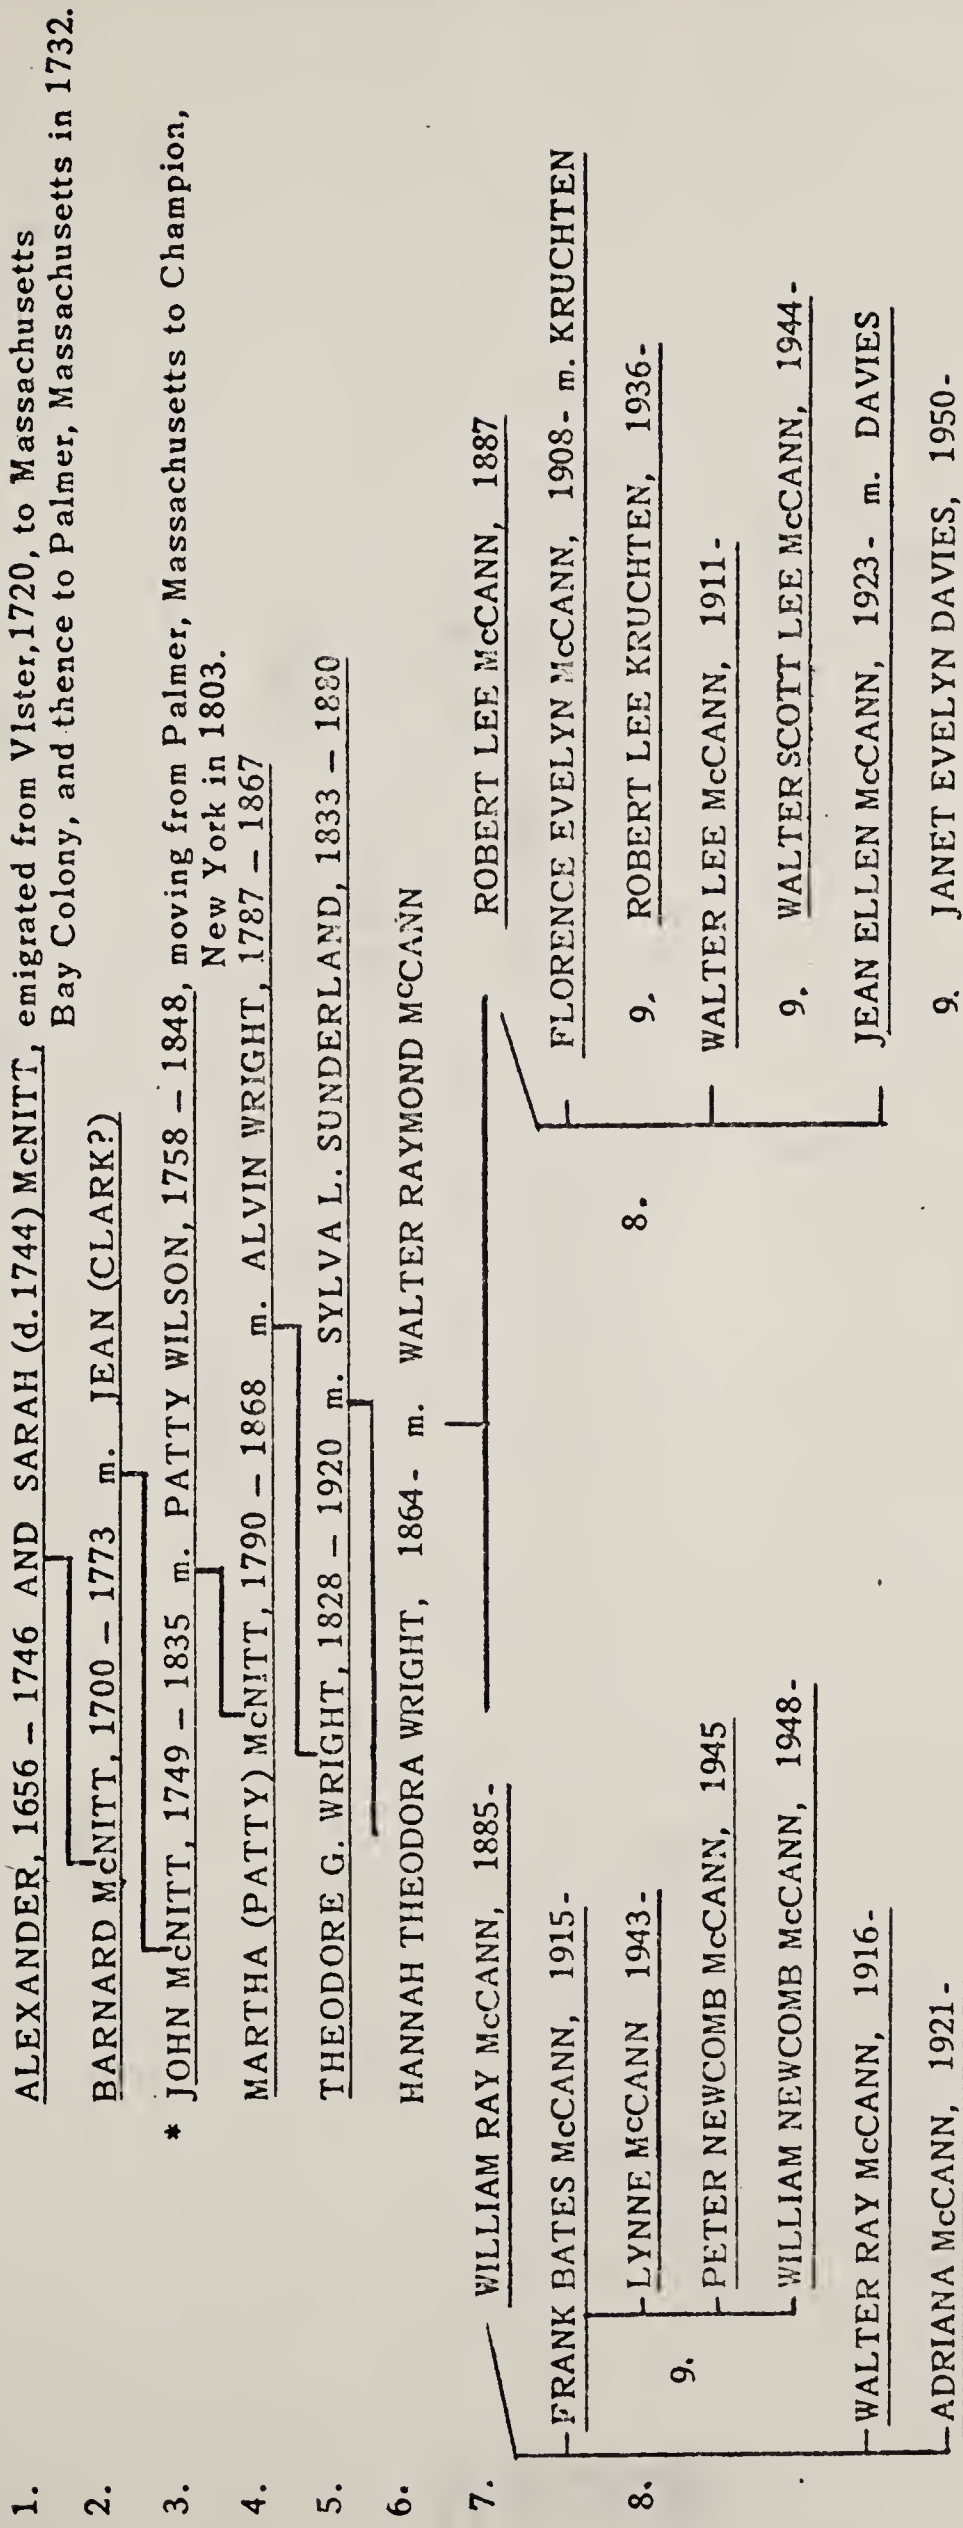 1. ALEXANDER, 1656 – 1746 AND SARAH (d.1744) McNITT, emigrated from Vlster,1720, to Massachusetts
Bay Colony, and thence to Palmer, Massachusetts in 1732.
2. BARNARD McNITT, 1700 – 1773 m. JEAN (CLARK?)
3. * JOHN McNITT, 1749 – 1835 m. PATTY WILSON, 1758 – 1848, moving from Palmer, Massachusetts to Champion,
New York in 1803.
4. MARTHA (PATTY) McNITT, 1790 – 1868 m. ALVIN WRIGHT, 1787 – 1867
5. THEODORE G. WRIGHT, 1828 – 1920 m. SYLVA L. SUNDERLAND, 1833 – 1880
6. HANNAH THEODORA WRIGHT, 1864- m. WALTER RAYMOND McCANN
7. WILLIAM RAY McCANN, 1885-
8. FRANK BATES McCANN, 1915-
9. LYNNE McCANN 1943-
PETER NEWCOMB McCANN, 1945
WILLIAM NEWCOMB McCANN, 1948-
WALTER RAY McCANN, 1916-
ADRIANA McCANN, 1921-
ROBERT LEE McCANN, 1887
8. FLORENCE EVELYN McCANN, 1908- m. KRUCHTEN
9. ROBERT LEE KRUCHTEN, 1936-
WALTER LEE McCANN, 1911-
9. WALTER SCOTT LEE McCANN, 1944-
JEAN ELLEN McCANN, 1923- m. DAVIES
9. JANET EVELYN DAVIES, 1950-